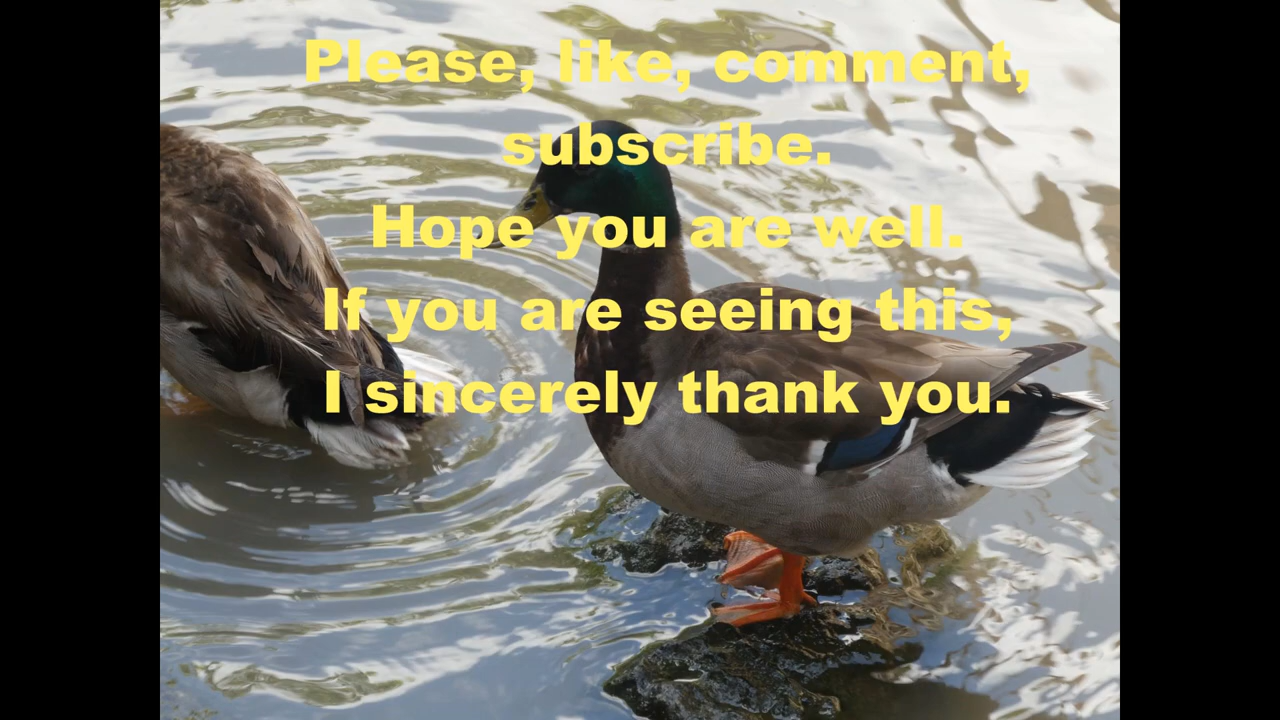 Please, like, comment,
subscribe.
Hope you are well.
If you are seeing this,
I sincerely thank you.